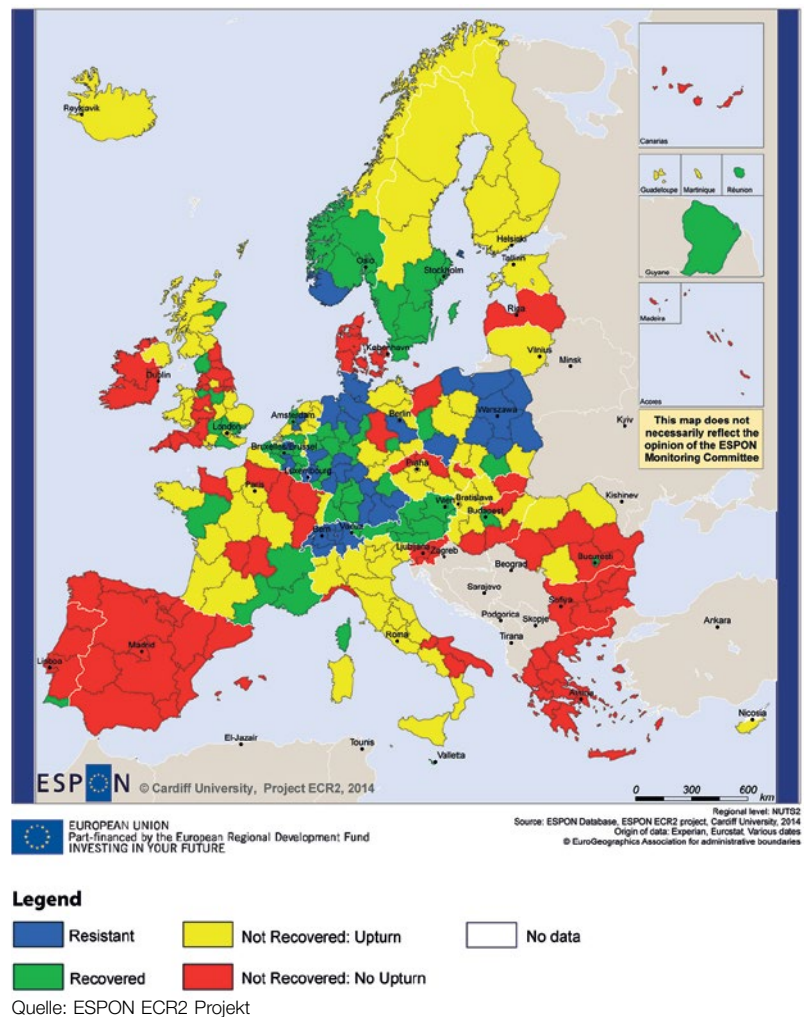 Reykjavik
Canarias
Guadeloupe
Martinique
Réunion
Guyane
Madeira
Acores
Helsinki
Tallinn
Oslo
Stockholm
Riga
Vilnius
Minsk
København
Dublin
London
Amsterdam
Berlin
Warszawa
Kyiv
This map does not
necessarily reflect the
opinion of the ESPON
Monitoring Committee
Bruxelles/Brussel
Luxembourg
Praha
Paris
Wien
Bratislava
Budapest
Kishinev
Bern
Vaduz
Ljubljana
Zagreb
Beograd
Bucuresti
Sarajevo
Sofiya
Podgorica
Skopje
Tirana
Ankara
Roma
Madrid
Lisboa
Nicosia
El-Jazair
Tounis
Valletta
ESPON © Cardiff University, Project ECR2, 2014
0 300 600
km
Regional level: NUTS2
Source: ESPON Database, ESPON ECR2 project, Cardiff University, 2014
Origin of data: Experian, Eurostat, Various dates
© EuroGeographics Association for administrative boundaries
EUROPEAN UNION
Part-financed by the European Regional Development Fund
INVESTING IN YOUR FUTURE
Legend
Resistant
Not Recovered: Upturn
No data
Recovered
Not Recovered: No Upturn
Quelle: ESPON ECR2 Projekt